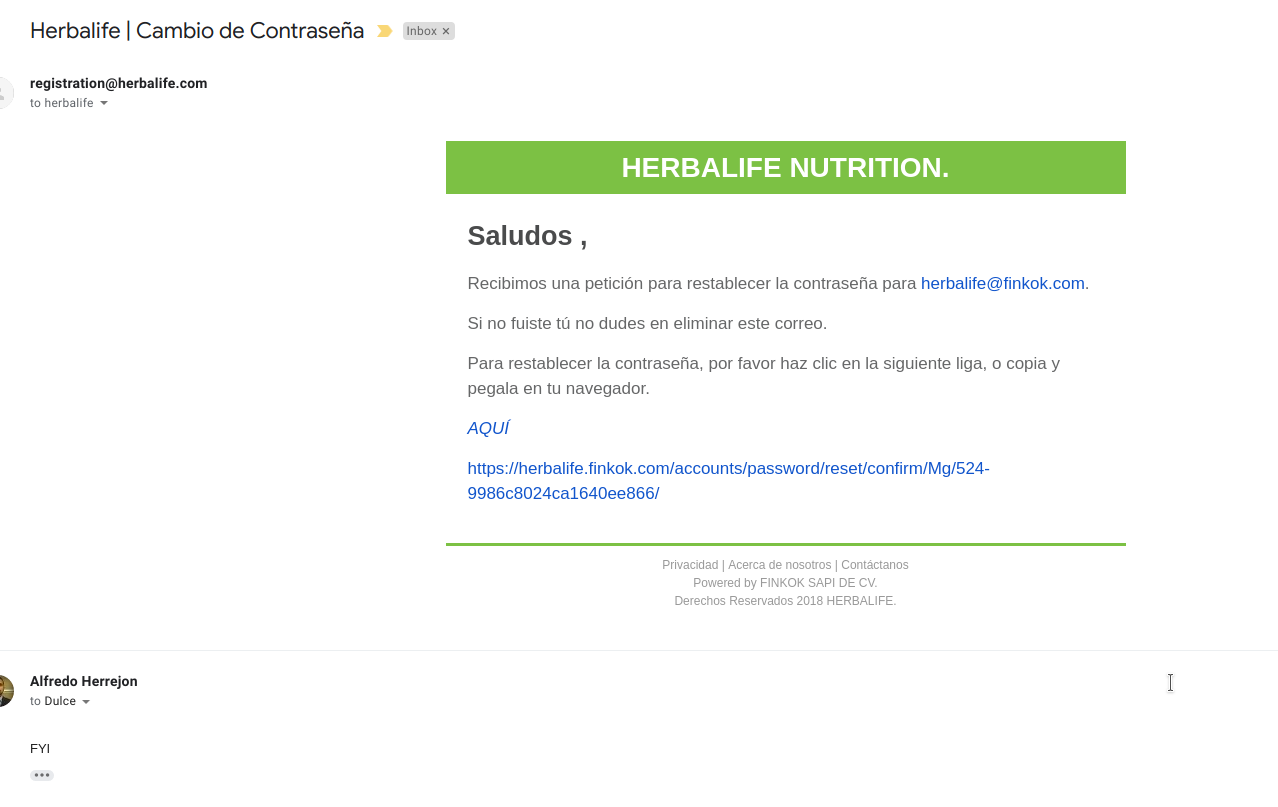 Herbalife | Cambio de Contraseña
Inbox ×
registration@herbalife.com
to herbalife
HERBALIFE NUTRITION.
Saludos ,
Recibimos una petición para restablecer la contraseña para herbalife@finkok.com.
Si no fuiste tú no dudes en eliminar este correo.
Para restablecer la contraseña, por favor haz clic en la siguiente liga, o copia y
pegala en tu navegador.
AQUÍ
https://herbalife.finkok.com/accounts/password/reset/confirm/Mg/524-
9986c8024ca1640ee866/
Privacidad | Acerca de nosotros | Contáctanos
Powered by FINKOK SAPI DE CV.
Derechos Reservados 2018 HERBALIFE.
Alfredo Herrejon
to Dulce
FYI